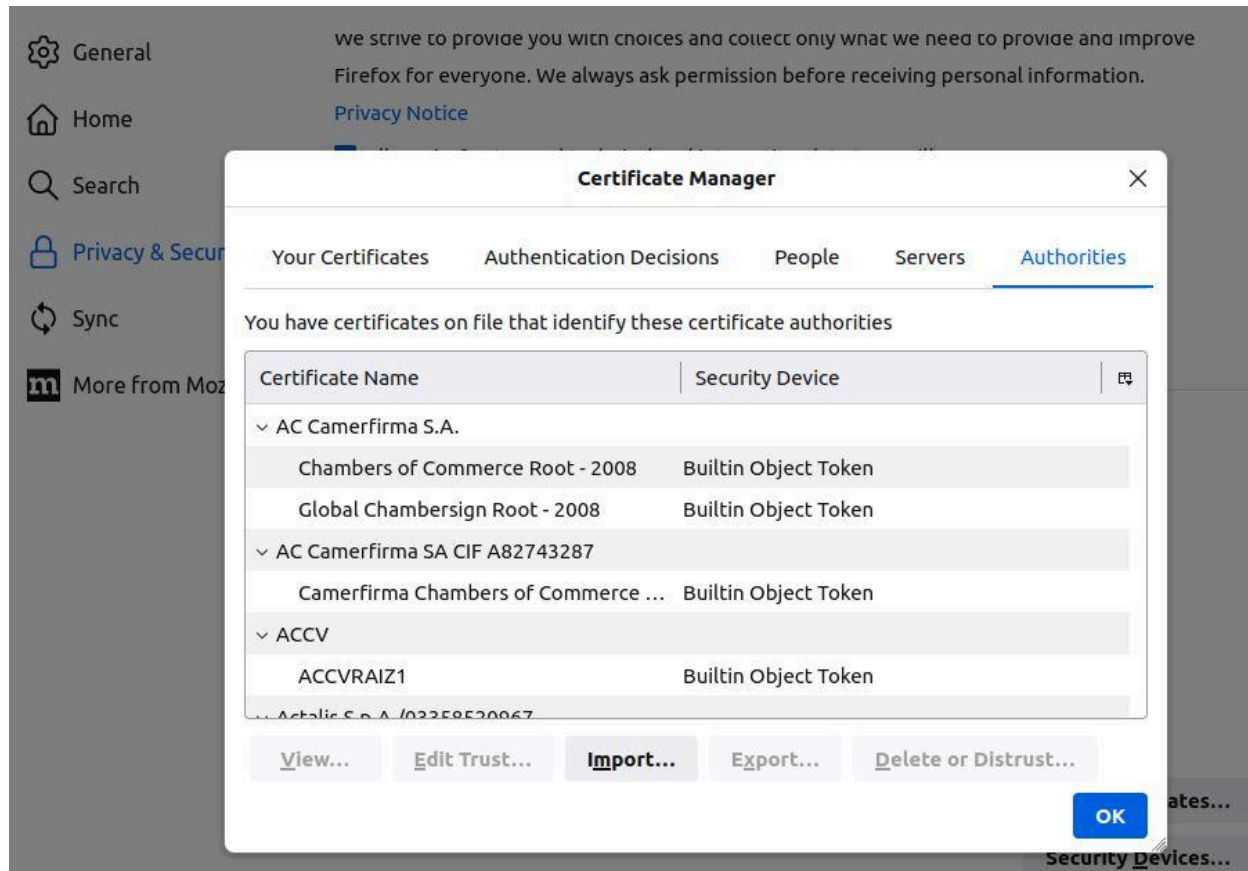 General
Home
Search
Privacy & Secur
Sync
m More from Moz
We strive to provide you with choices and collect only what we need to provide and improve
Firefox for everyone. We always ask permission before receiving personal information.
Privacy Notice
Certificate Manager
Your Certificates Authentication Decisions People Servers Authorities
You have certificates on file that identify these certificate authorities
Certificate Name Security Device
AC Camerfirma S.A.
Chambers of Commerce Root - 2008 Builtin Object Token
Global Chambersign Root - 2008 Builtin Object Token
AC Camerfirma SA CIF A82743287
Camerfirma Chambers of Commerce ... Builtin Object Token
ACCV
ACCVRAIZ1 Builtin Object Token
Actalis S.p.A./03358520967
View... Edit Trust... Import... Export... Delete or Distrust...
OK
ates...
Security Devices...